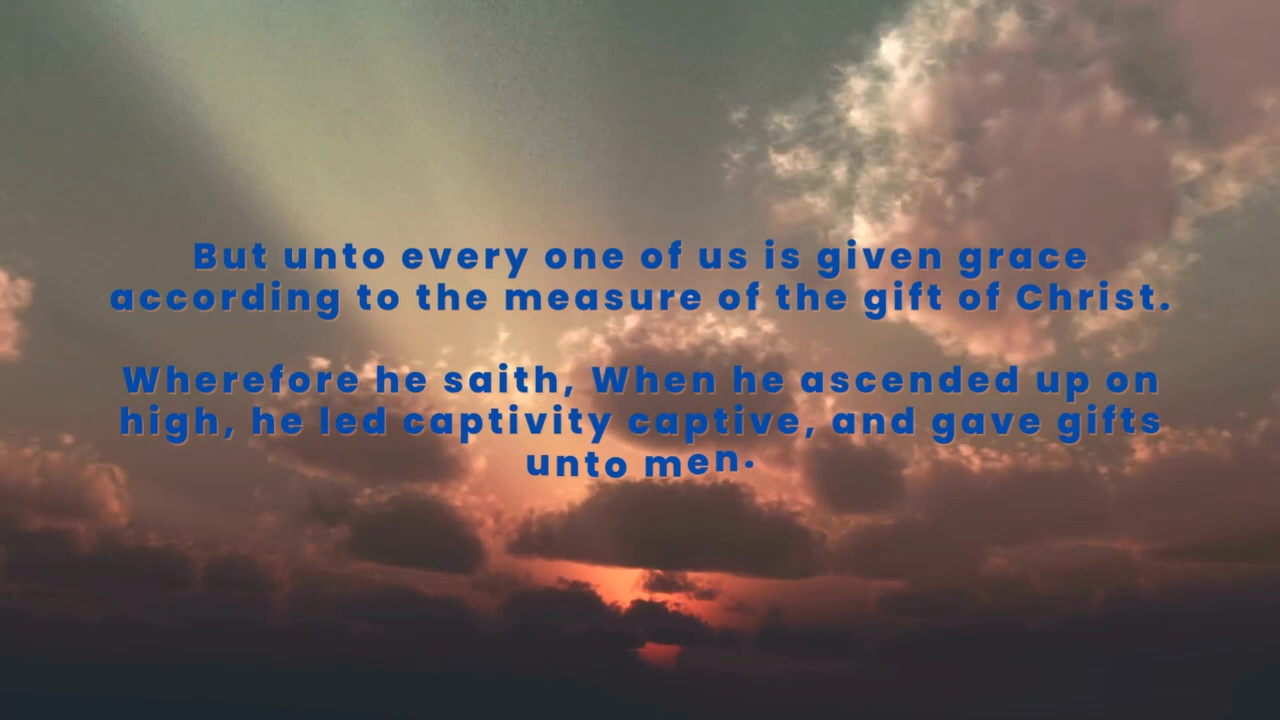 But unto every one of us is given grace
according to the measure of the gift of Christ.
Wherefore he saith, When he ascended up on
high, he led captivity captive, and gave gifts
unto men.